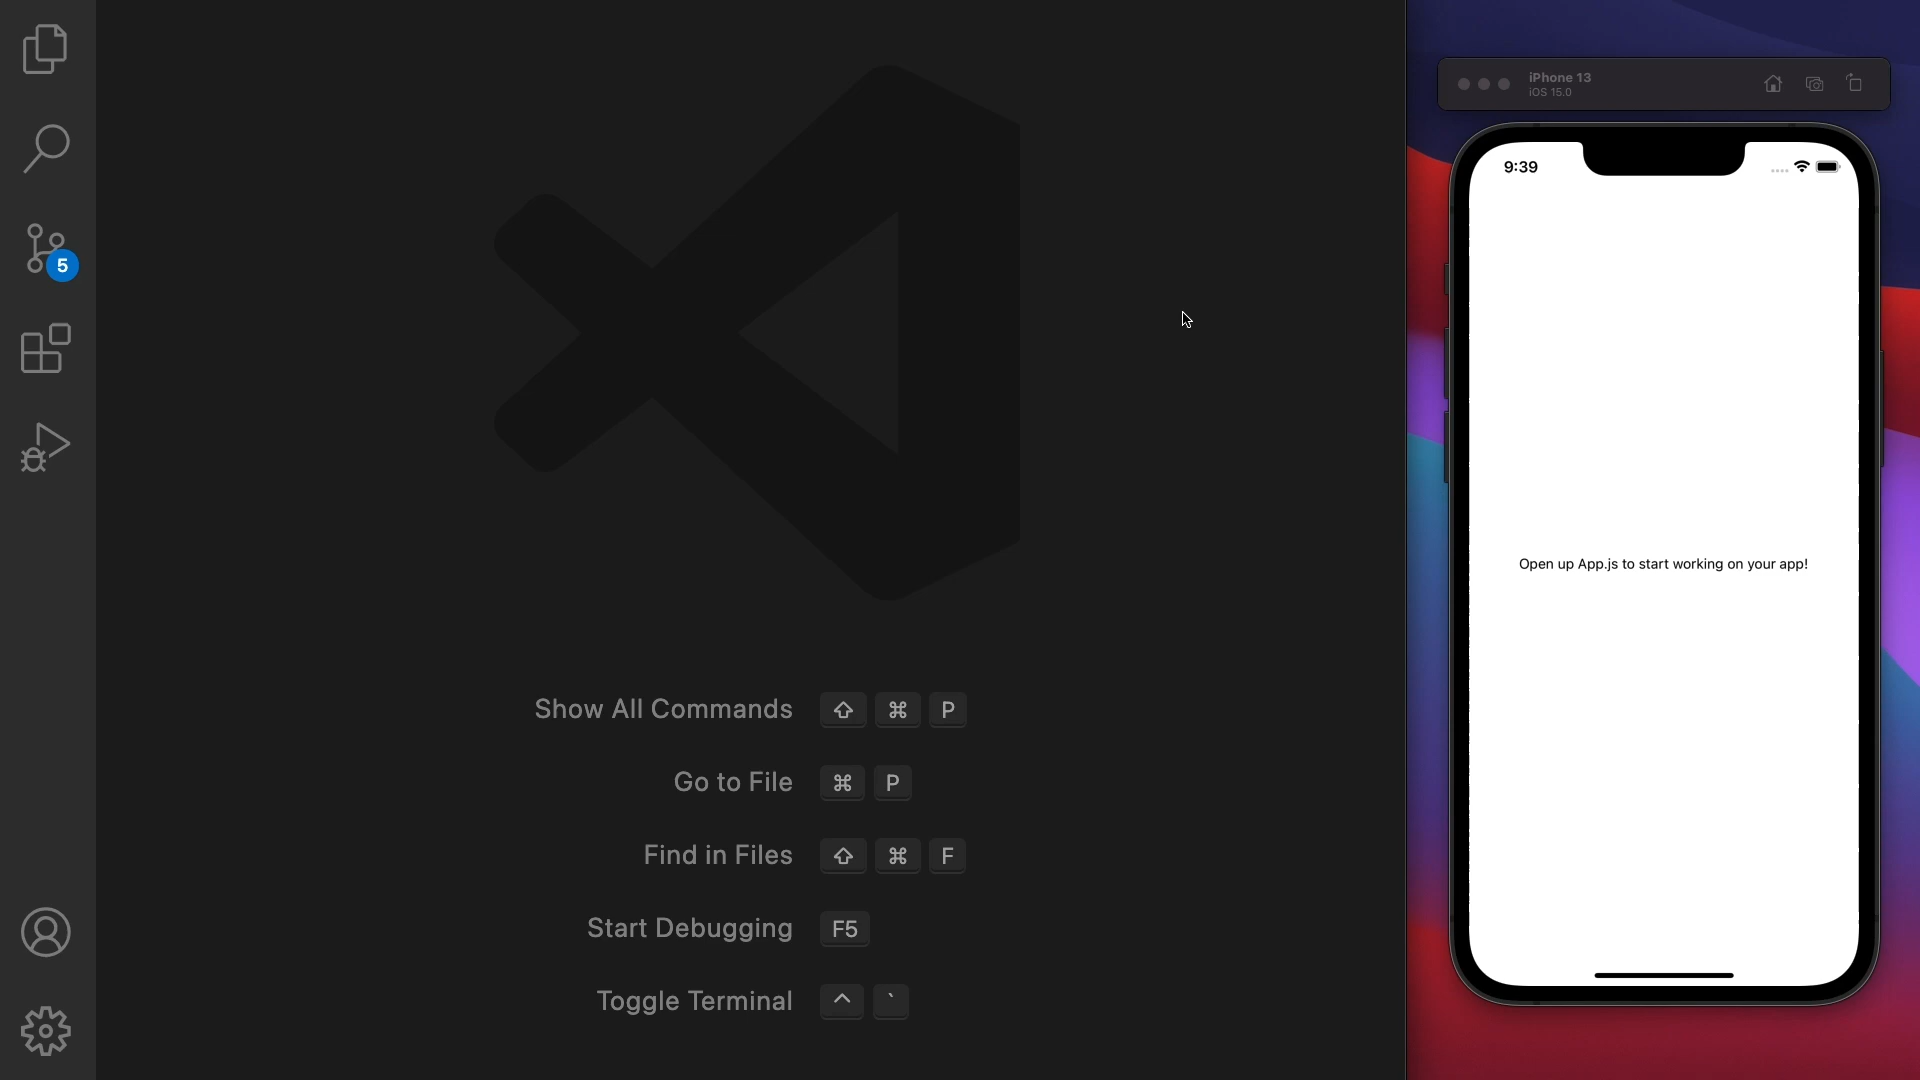 5
Show All Commands ⇧ ⌘ P
Go to File ⌘ P
Find in Files ⇧ ⌘ F
Start Debugging F5
Toggle Terminal ^ `
iPhone 13
iOS 15.0
9:39
Open up App.js to start working on your app!